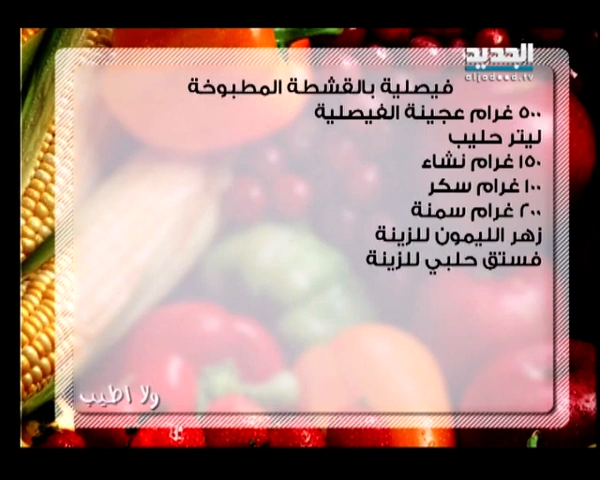 الجديد
aljadeed.tv
فيصلية بالقشطة المطبوخة
٥٠٠ غرام عجينة الفيصلية
ليتر حليب
١٥٠ غرام نشاء
١٠٠ غرام سكر
٢٠٠ غرام سمنة
زهر الليمون للزينة
فستق حلبي للزينة
ولا اطيب